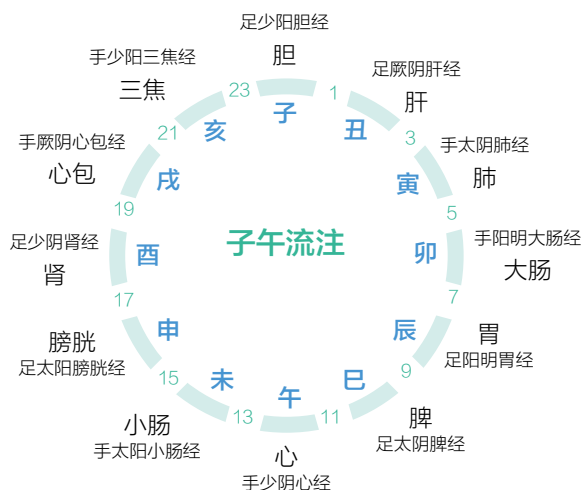 足少阳胆经
胆
子
23
1
足厥阴肝经
肝
丑
3
手太阴肺经
肺
寅
5
手阳明大肠经
大肠
卯
7
胃
足阳明胃经
辰
9
脾
足太阴脾经
巳
11
午
心
手少阴心经
13
未
小肠
手太阳小肠经
15
申
膀胱
足太阳膀胱经
17
酉
足少阴肾经
肾
19
戌
手厥阴心包经
心包
21
亥
手少阳三焦经
三焦
子午流注